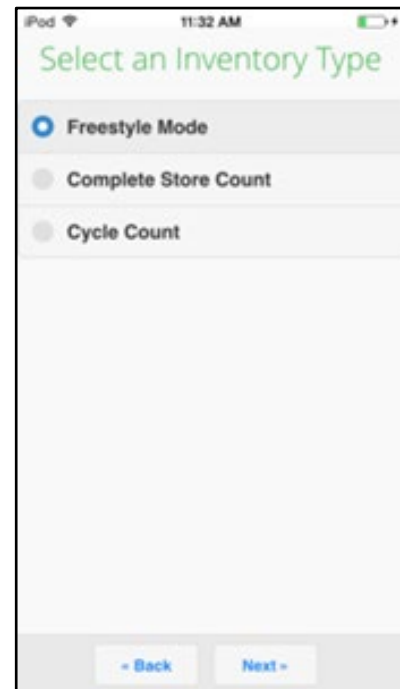 iPod 11:32 AM
Select an Inventory Type
Freestyle Mode
Complete Store Count
Cycle Count
« Back Next »